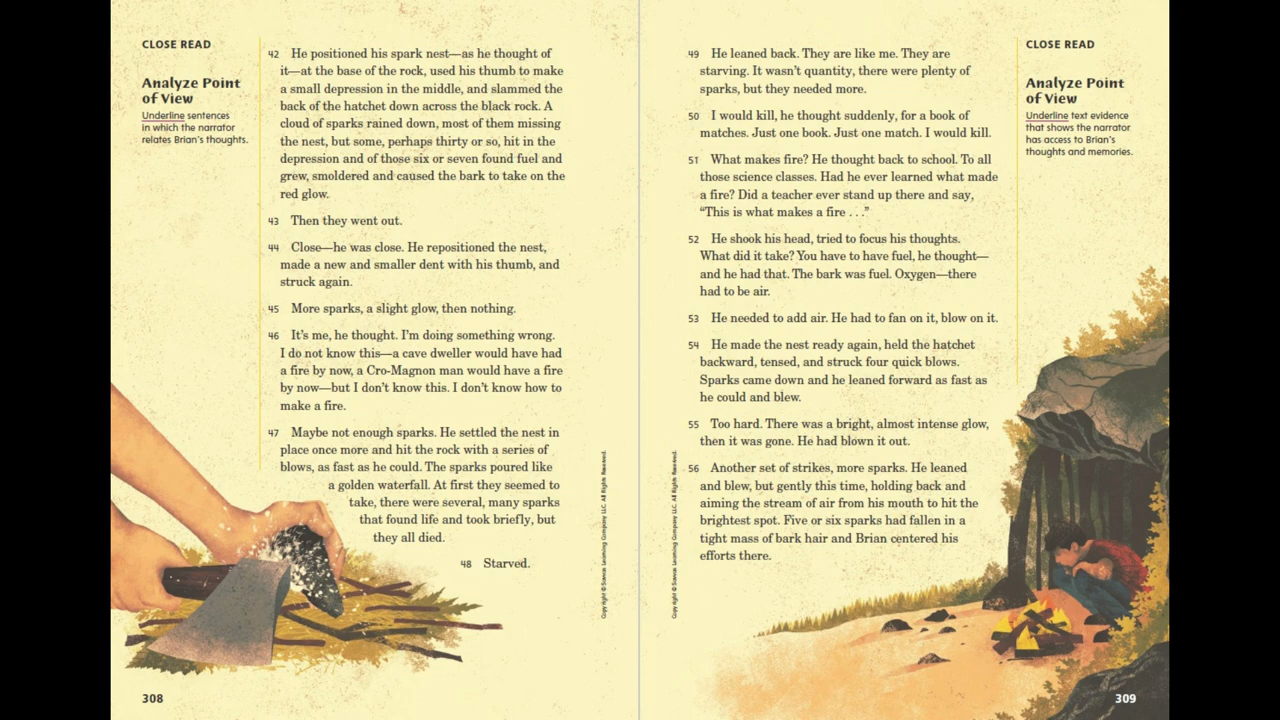 CLOSE READ
Analyze Point
of View
Underline sentences
in which the narrator
relates Brian's thoughts.
42 He positioned his spark nest—as he thought of
it—at the base of the rock, used his thumb to make
a small depression in the middle, and slammed the
back of the hatchet down across the black rock. A
cloud of sparks rained down, most of them missing
the nest, but some, perhaps thirty or so, hit in the
depression and of those six or seven found fuel and
grew, smoldered and caused the bark to take on the
red glow.
43 Then they went out.
44 Close—he was close. He repositioned the nest,
made a new and smaller dent with his thumb, and
struck again.
45 More sparks, a slight glow, then nothing.
46 It's me, he thought. I'm doing something wrong.
I do not know this—a cave dweller would have had
a fire by now, a Cro-Magnon man would have a fire
by now—but I don't know this. I don't know how to
make a fire.
47 Maybe not enough sparks. He settled the nest in
place once more and hit the rock with a series of
blows, as fast as he could. The sparks poured like
a golden waterfall. At first they seemed to
take, there were several, many sparks
that found life and took briefly, but
they all died.
48 Starved.
Copyright © Savvas Learning Company LLC. All Rights Reserved.
308
49 He leaned back. They are like me. They are
starving. It wasn't quantity, there were plenty of
sparks, but they needed more.
50 I would kill, he thought suddenly, for a book of
matches. Just one book. Just one match. I would kill.
51 What makes fire? He thought back to school. To all
those science classes. Had he ever learned what made
a fire? Did a teacher ever stand up there and say,
“This is what makes a fire . . .”
52 He shook his head, tried to focus his thoughts.
What did it take? You have to have fuel, he thought—
and he had that. The bark was fuel. Oxygen—there
had to be air.
53 He needed to add air. He had to fan on it, blow on it.
54 He made the nest ready again, held the hatchet
backward, tensed, and struck four quick blows.
Sparks came down and he leaned forward as fast as
he could and blew.
55 Too hard. There was a bright, almost intense glow,
then it was gone. He had blown it out.
56 Another set of strikes, more sparks. He leaned
and blew, but gently this time, holding back and
aiming the stream of air from his mouth to hit the
brightest spot. Five or six sparks had fallen in a
tight mass of bark hair and Brian centered his
efforts there.
Copyright © Savvas Learning Company LLC. All Rights Reserved.
CLOSE READ
Analyze Point
of View
Underline text evidence
that shows the narrator
has access to Brian's
thoughts and memories.
309